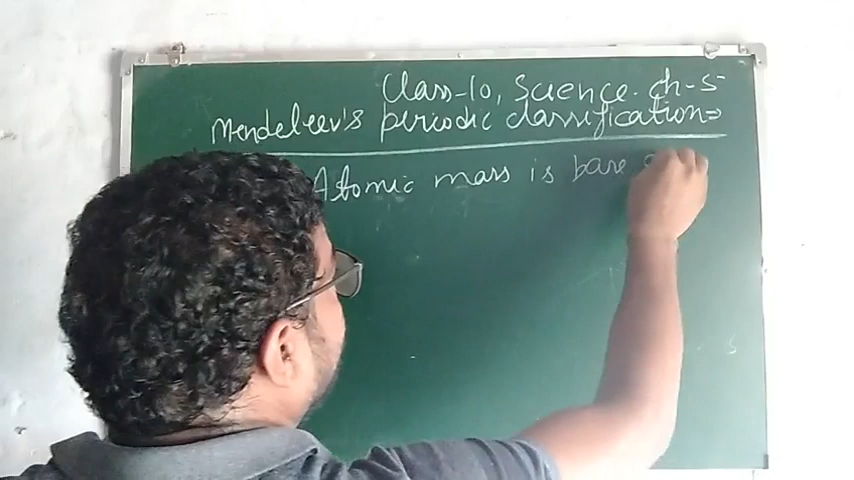 Class-10, Science. ch-5
Mendeleev's periodic classification=>
Atomic mass is base